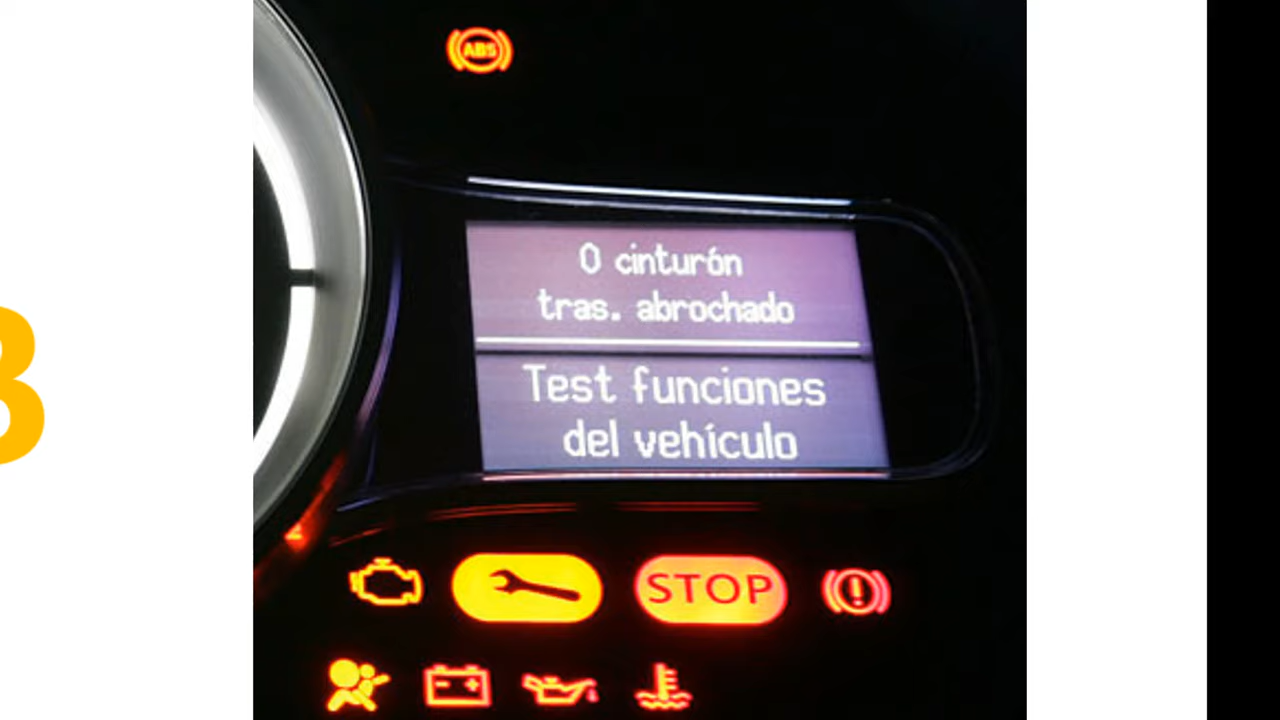 ABS
0 cinturón
tras. abrochado
Test funciones
del vehículo
STOP